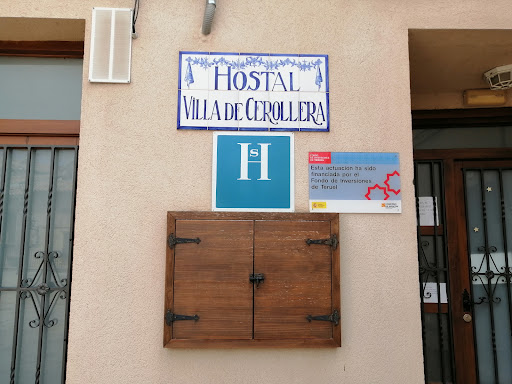 HOSTAL
VILLA DE CEROLLERA
H
S
Esta actuación ha sido
financiada por el
Fondo de Inversiones
de Teruel